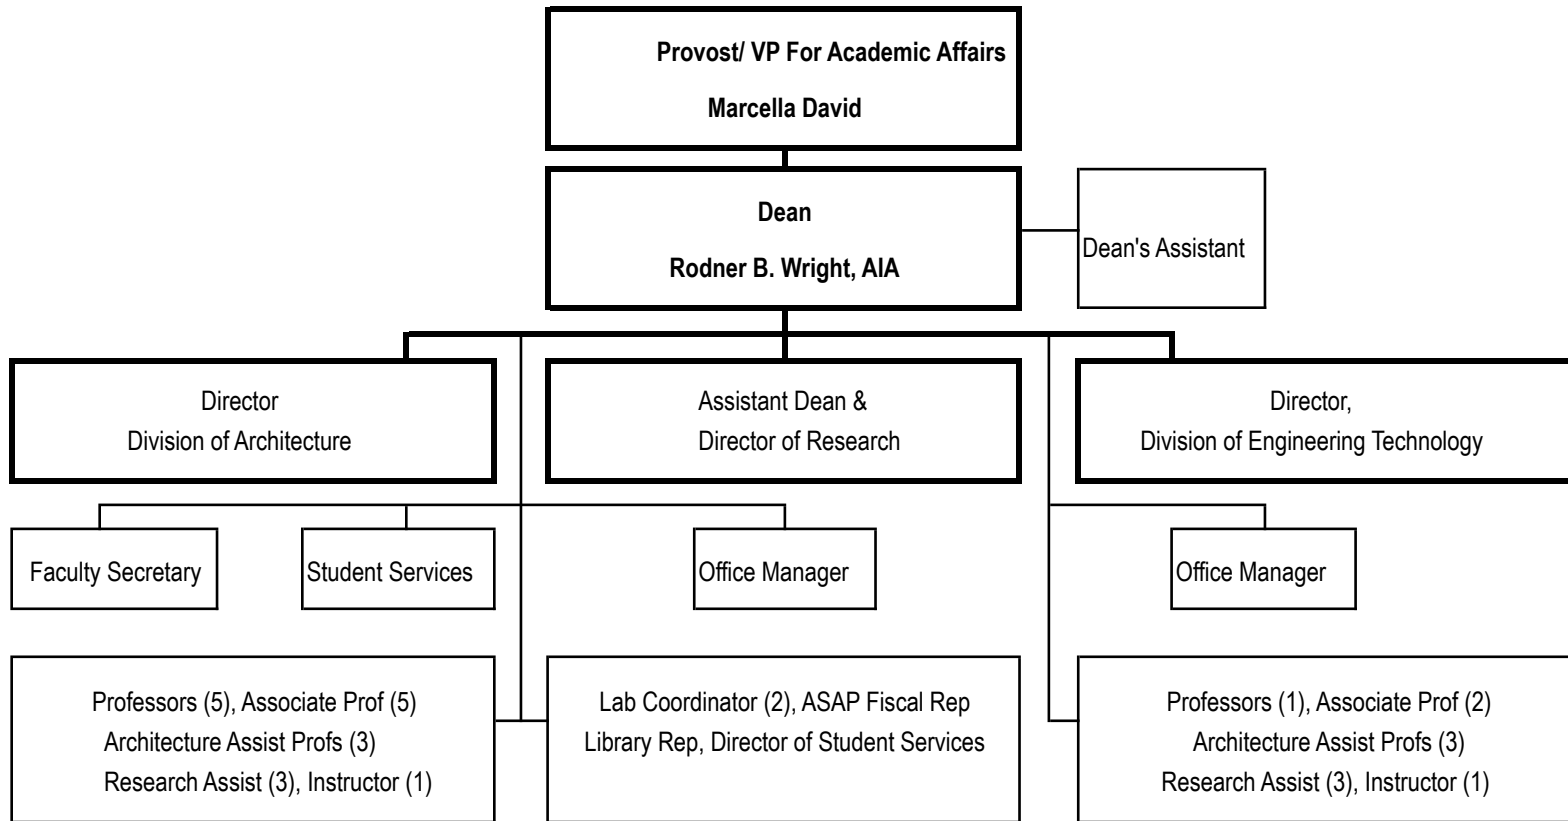 Provost/ VP For Academic Affairs
Marcella David
Dean
Rodner B. Wright, AIA
Dean's Assistant
Director
Division of Architecture
Assistant Dean &
Director of Research
Director,
Division of Engineering Technology
Faculty Secretary
Student Services
Office Manager
Office Manager
Professors (5), Associate Prof (5)
Architecture Assist Profs (3)
Research Assist (3), Instructor (1)
Lab Coordinator (2), ASAP Fiscal Rep
Library Rep, Director of Student Services
Professors (1), Associate Prof (2)
Architecture Assist Profs (3)
Research Assist (3), Instructor (1)